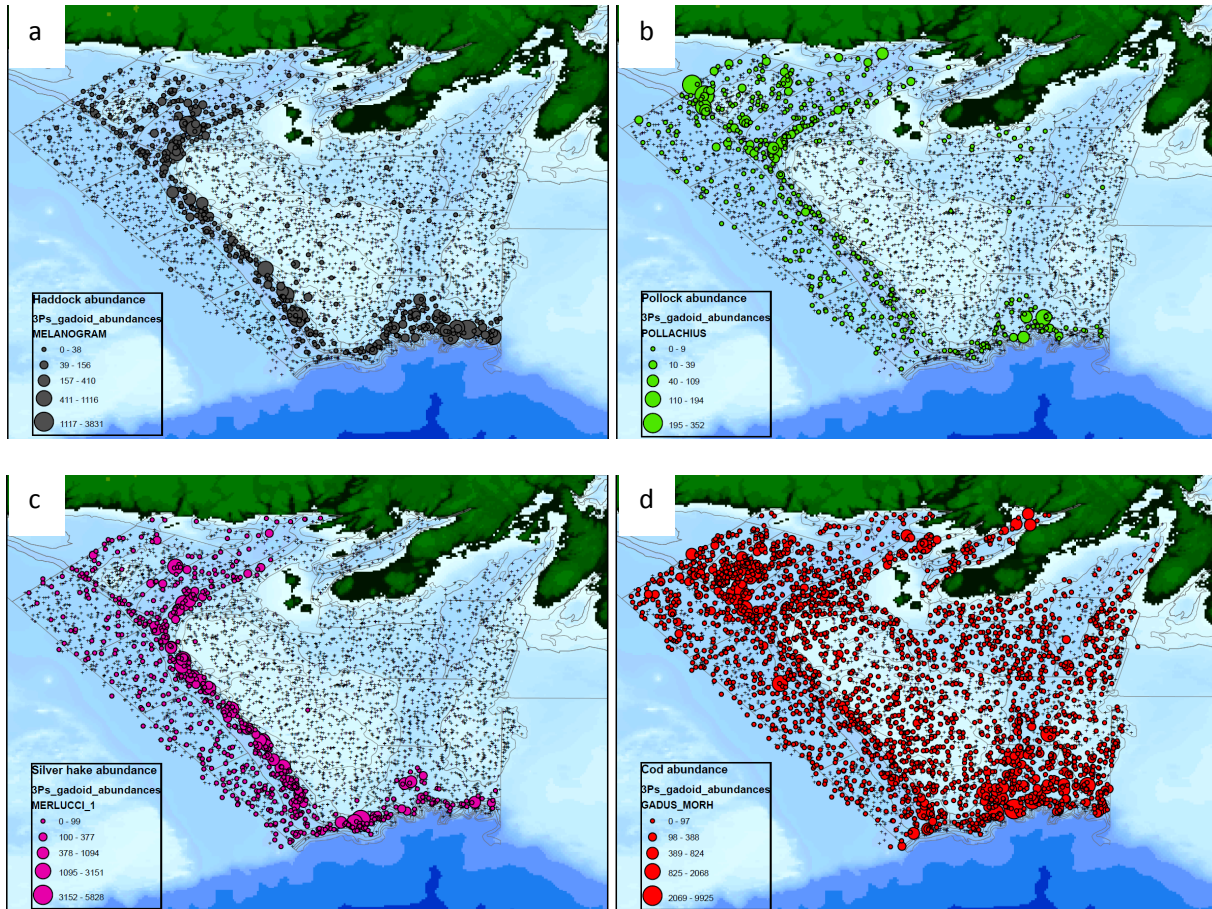 a
Haddock abundance
3Ps_gadoid_abundances
MELANOGRAM
0 - 38
39 - 156
157 - 410
411 - 1116
1117 - 3831
b
Pollock abundance
3Ps_gadoid_abundances
POLLACHIUS
0 - 9
10 - 39
40 - 109
110 - 194
195 - 352
c
Silver hake abundance
3Ps_gadoid_abundances
MERLUCCI_1
0 - 99
100 - 377
378 - 1094
1095 - 3151
3152 - 5828
d
Cod abundance
3Ps_gadoid_abundances
GADUS_MORH
0 - 97
98 - 388
389 - 824
825 - 2068
2069 - 9925